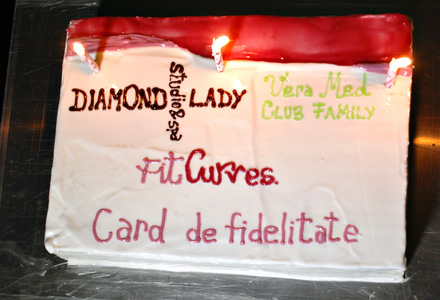 DIAMOND LADY
studio&spa
Vera Med
CLUB FAMILY
FitCurves.
Card de fidelitate